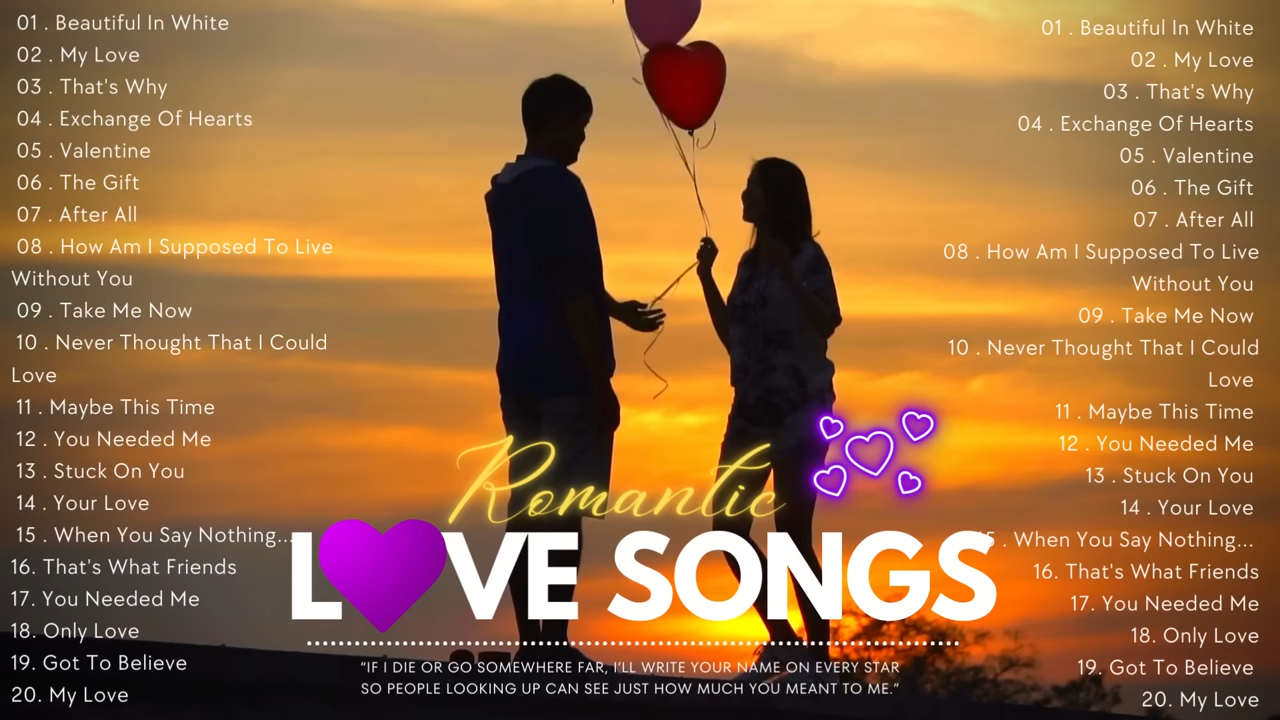 01 . Beautiful In White
02 . My Love
03 . That's Why
04 . Exchange Of Hearts
05 . Valentine
06 . The Gift
07 . After All
08 . How Am I Supposed To Live
Without You
09 . Take Me Now
10 . Never Thought That I Could
Love
11 . Maybe This Time
12 . You Needed Me
13 . Stuck On You
14 . Your Love
15 . When You Say Nothing...
16. That's What Friends
17. You Needed Me
18. Only Love
19. Got To Believe
20. My Love
Romantic
L💜VE SONGS
“IF I DIE OR GO SOMEWHERE FAR, I’LL WRITE YOUR NAME ON EVERY STAR
SO PEOPLE LOOKING UP CAN SEE JUST HOW MUCH YOU MEANT TO ME.”
01 . Beautiful In White
02 . My Love
03 . That's Why
04 . Exchange Of Hearts
05 . Valentine
06 . The Gift
07 . After All
08 . How Am I Supposed To Live
Without You
09 . Take Me Now
10 . Never Thought That I Could
Love
11 . Maybe This Time
12 . You Needed Me
13 . Stuck On You
14 . Your Love
5 . When You Say Nothing...
16. That's What Friends
17. You Needed Me
18. Only Love
19. Got To Believe
20. My Love